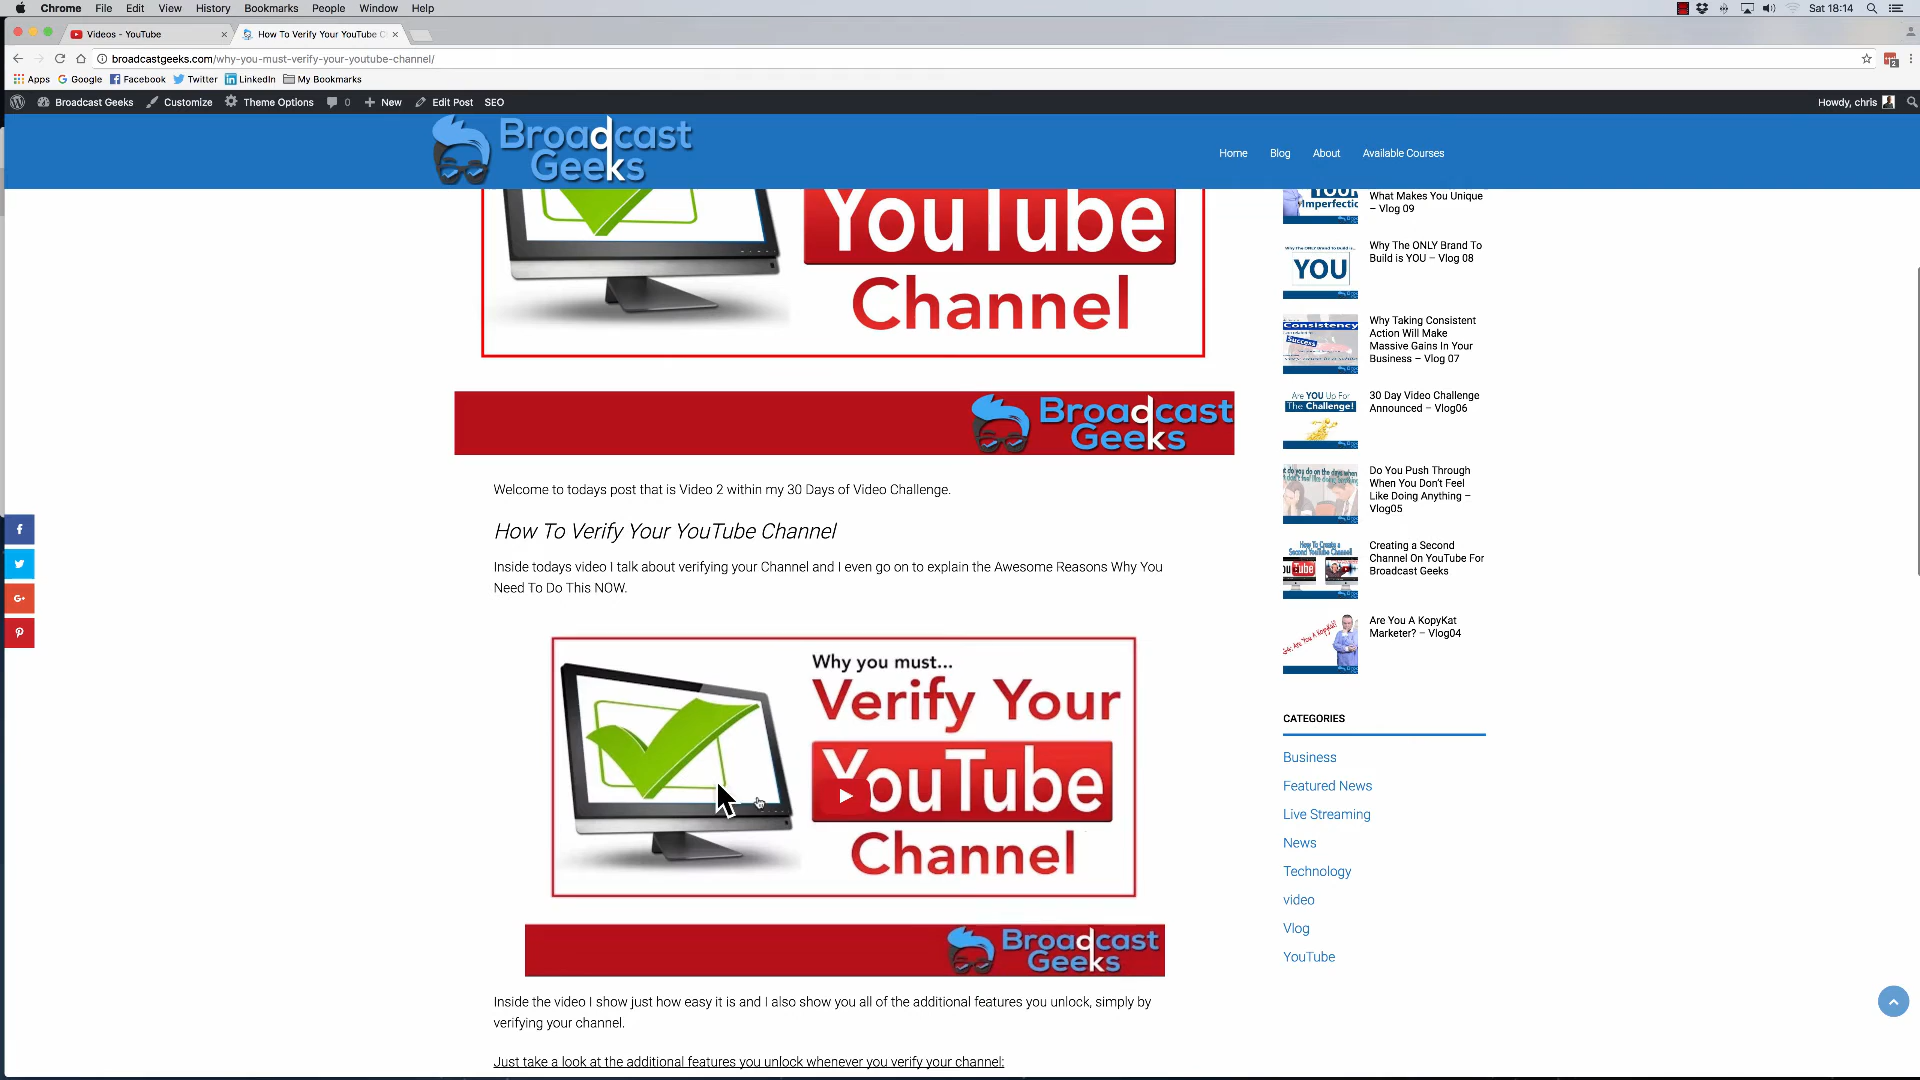 Chrome File Edit View History Bookmarks People Window Help Sat 18:14
Videos - YouTube × How To Verify Your YouTube C ×
broadcastgeeks.com/why-you-must-verify-your-youtube-channel/
2
Apps Google Facebook Twitter LinkedIn My Bookmarks
Broadcast Geeks Customize Theme Options 0 New Edit Post SEO Howdy, chris
Broadcast
Geeks
Home Blog About Available Courses
YouTube
Channel
Broadcast
Geeks
Welcome to todays post that is Video 2 within my 30 Days of Video Challenge.
How To Verify Your YouTube Channel
Inside todays video I talk about verifying your Channel and I even go on to explain the Awesome Reasons Why You
Need To Do This NOW.
Why you must...
Verify Your
YouTube
Channel
Broadcast
Geeks
Inside the video I show just how easy it is and I also show you all of the additional features you unlock, simply by
verifying your channel.
Just take a look at the additional features you unlock whenever you verify your channel:
YOUR
What Makes You Unique
– Vlog 09
YOU
Why The ONLY Brand To
Build is YOU – Vlog 08
Consistency
Success
Why Taking Consistent
Action Will Make
Massive Gains In Your
Business – Vlog 07
Are YOU Up For
The Challenge!
30 Day Video Challenge
Announced – Vlog06
Do You Push Through
When You Don't Feel
Like Doing Anything –
Vlog05
How To Create a
Second YouTube Channel
Creating a Second
Channel On YouTube For
Broadcast Geeks
Are You A KopyKat?
Are You A KopyKat
Marketer? – Vlog04
CATEGORIES
Business
Featured News
Live Streaming
News
Technology
video
Vlog
YouTube